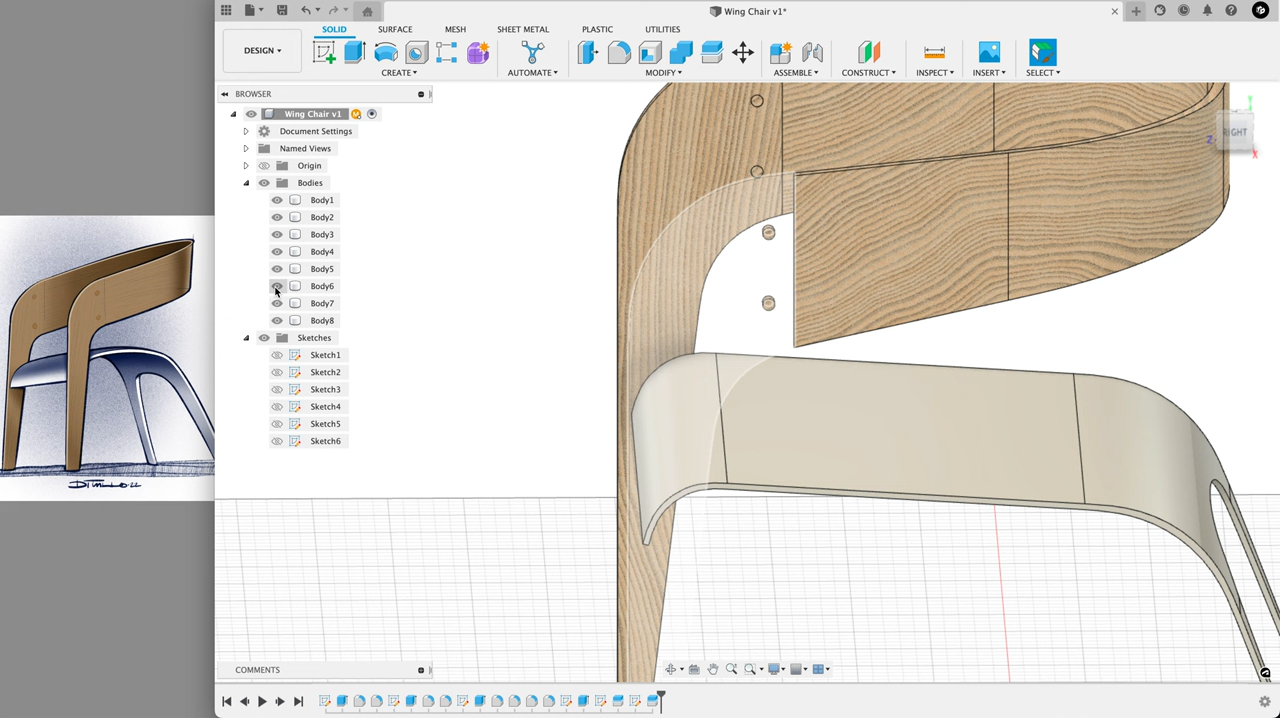 Wing Chair v1*
DESIGN
SOLID
SURFACE
MESH
SHEET METAL
PLASTIC
UTILITIES
CREATE
AUTOMATE
MODIFY
ASSEMBLE
CONSTRUCT
INSPECT
INSERT
SELECT
BROWSER
Wing Chair v1
Document Settings
Named Views
Origin
Bodies
Body1
Body2
Body3
Body4
Body5
Body6
Body7
Body8
Sketches
Sketch1
Sketch2
Sketch3
Sketch4
Sketch5
Sketch6
RIGHT
Z
X
COMMENTS